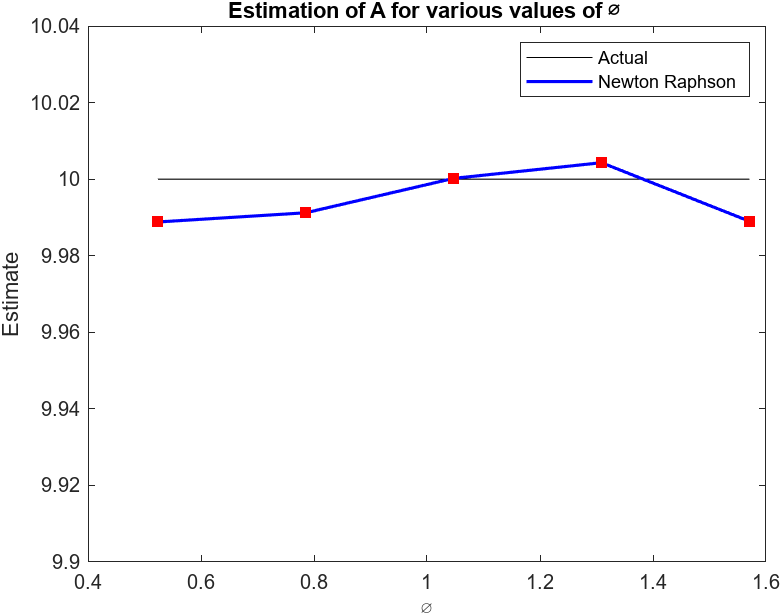 Estimation of A for various values of ∅
10.04
10.02
10
9.98
9.96
9.94
9.92
9.9
Estimate
Actual
Newton Raphson
0.4 0.6 0.8 1 1.2 1.4 1.6
∅